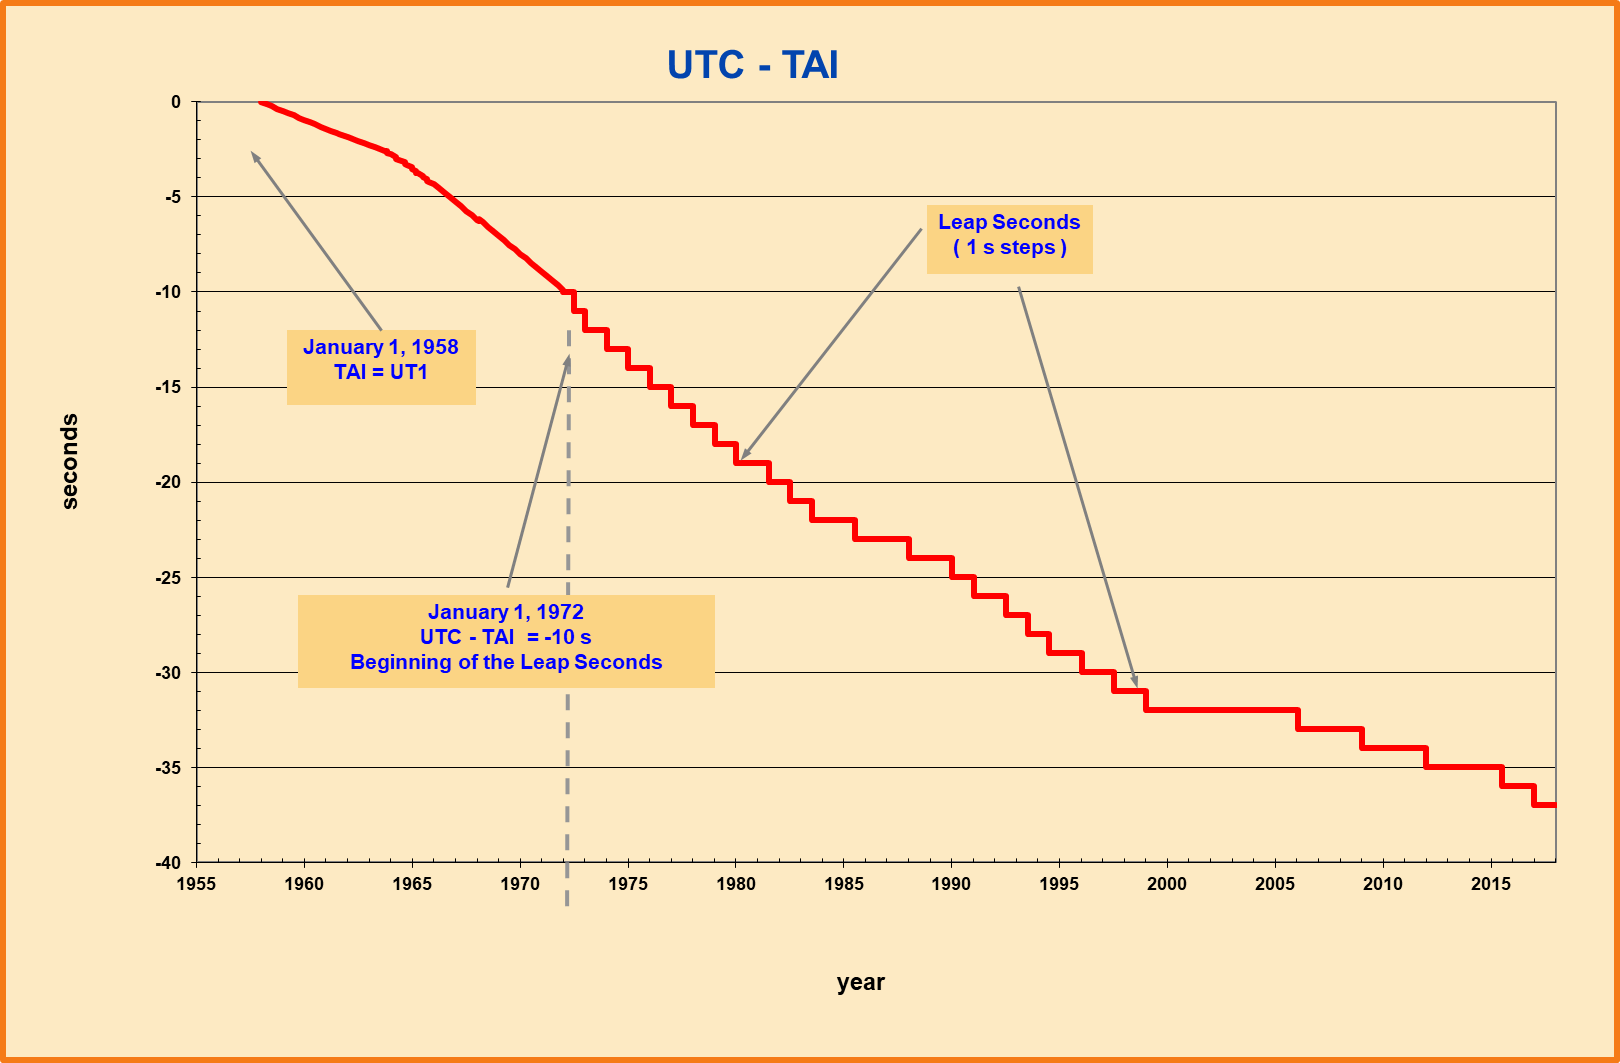 UTC - TAI
0
-5
-10
-15
-20
-25
-30
-35
-40
seconds
Leap Seconds
( 1 s steps )
January 1, 1958
TAI = UT1
January 1, 1972
UTC - TAI = -10 s
Beginning of the Leap Seconds
1955 1960 1965 1970 1975 1980 1985 1990 1995 2000 2005 2010 2015
year